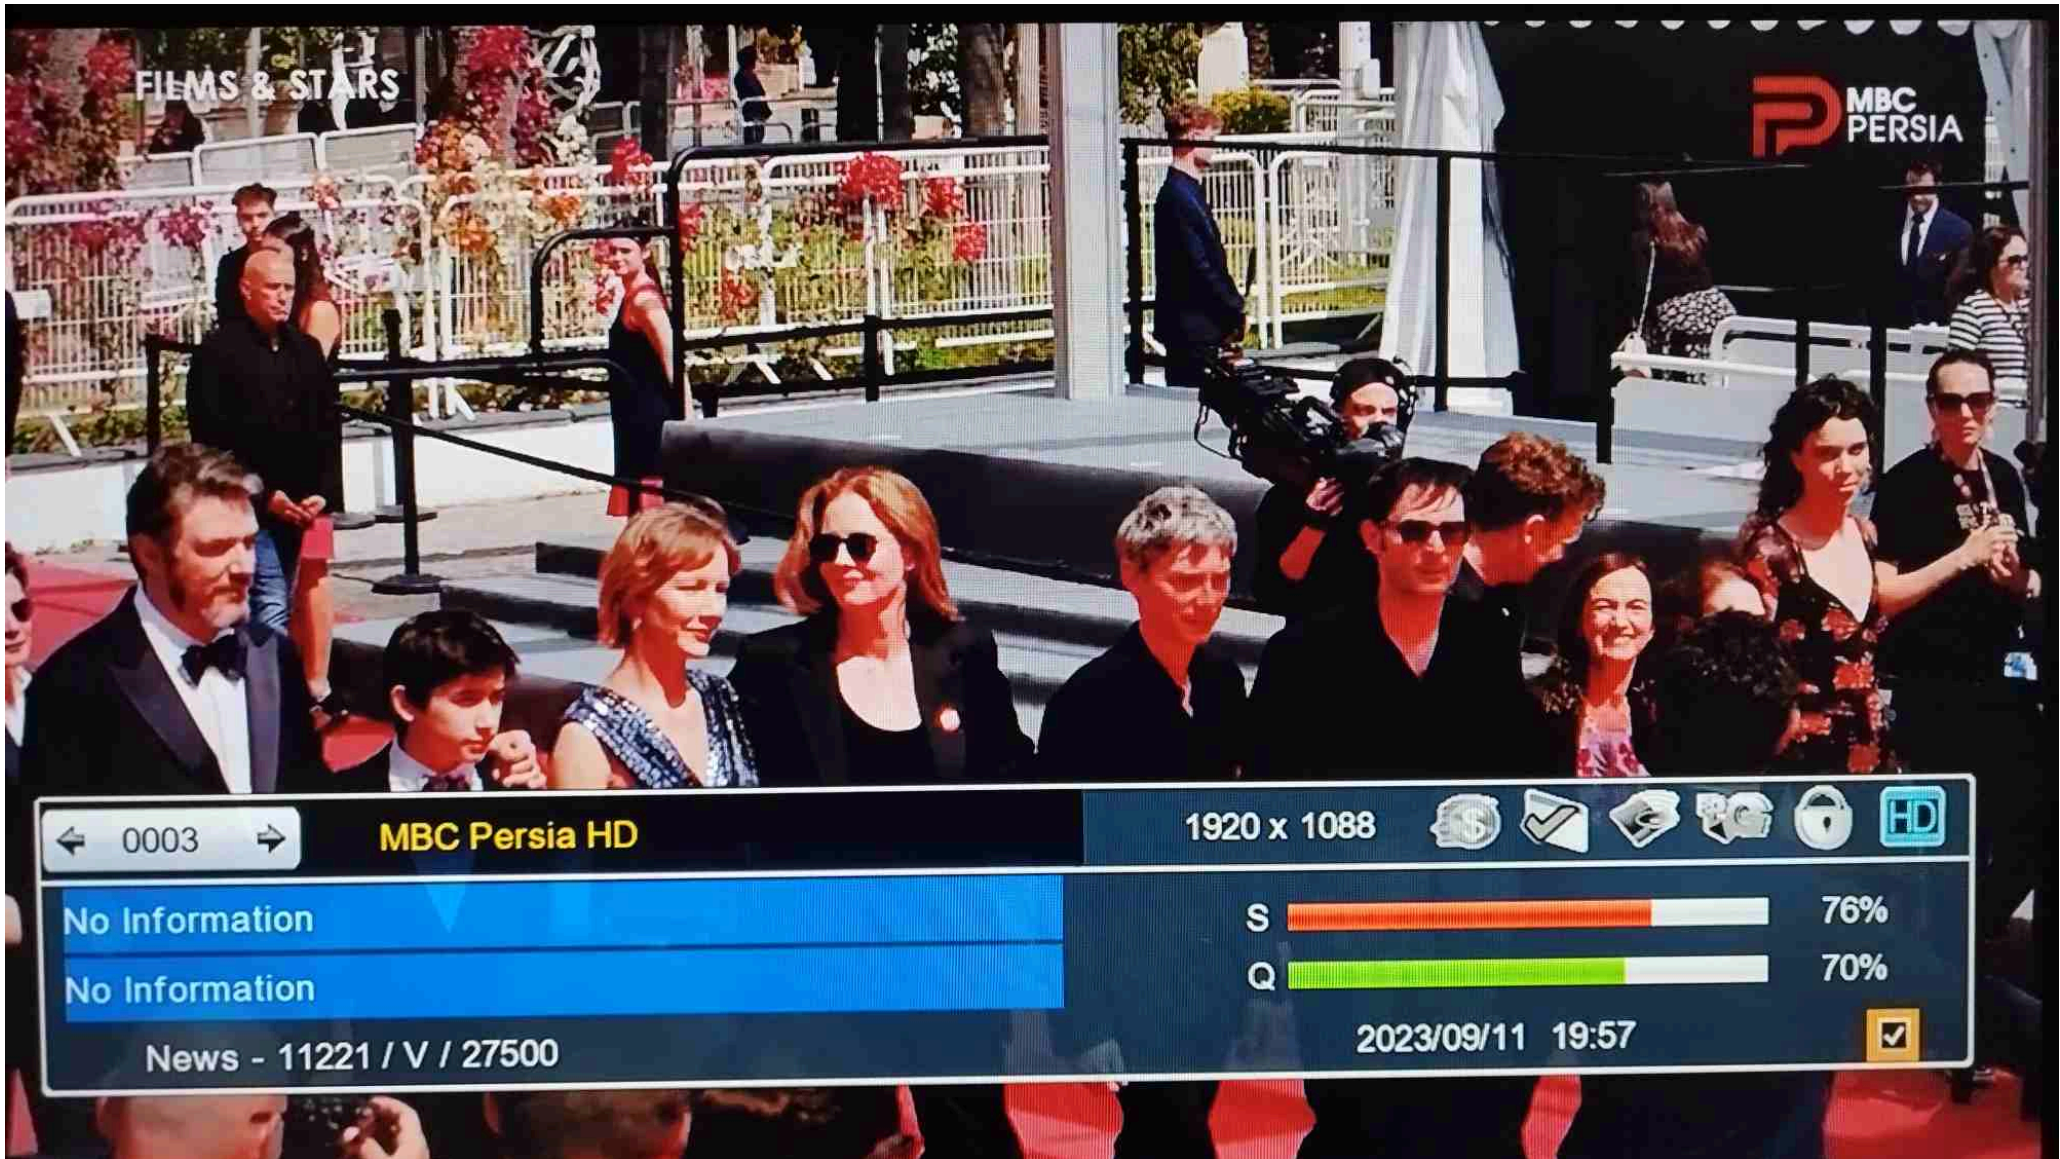 FILMS & STARS
MBC
PERSIA
0003
MBC Persia HD
1920 x 1088
HD
No Information
S
76%
No Information
Q
70%
News - 11221 / V / 27500
2023/09/11 19:57